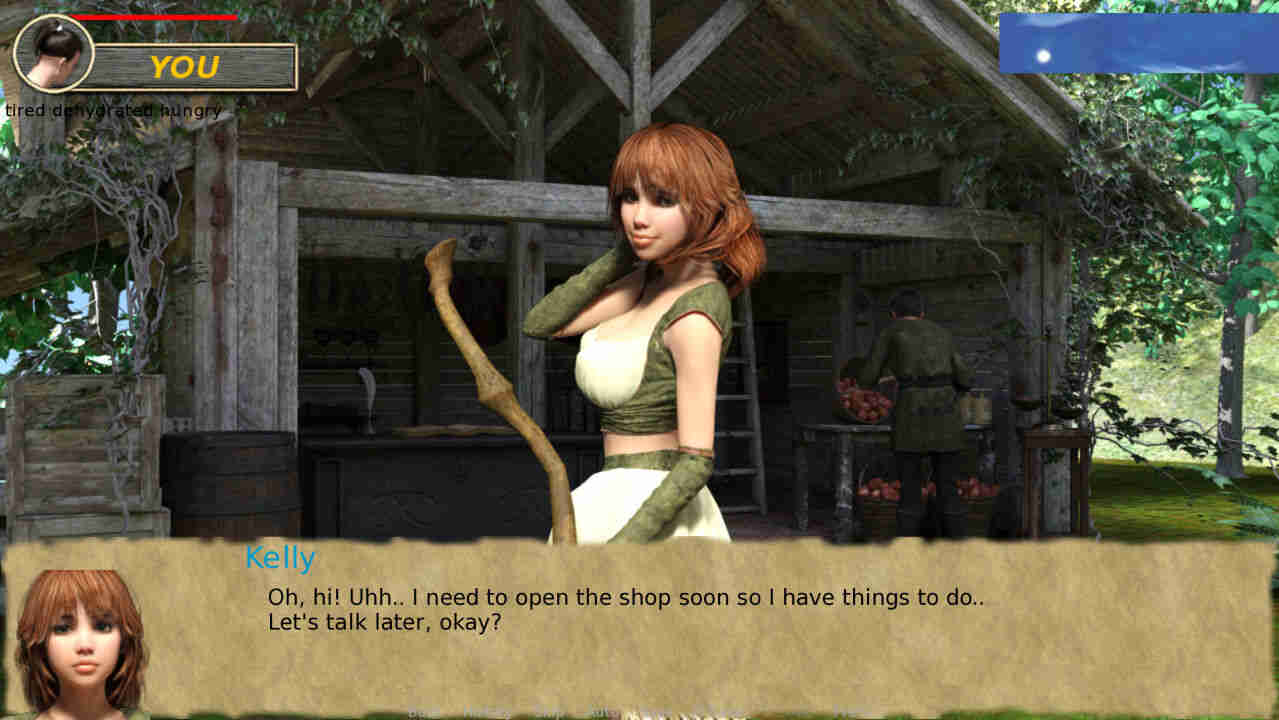 YOU
tired dehydrated hungry
Kelly
Oh, hi! Uhh.. I need to open the shop soon so I have things to do..
Let's talk later, okay?